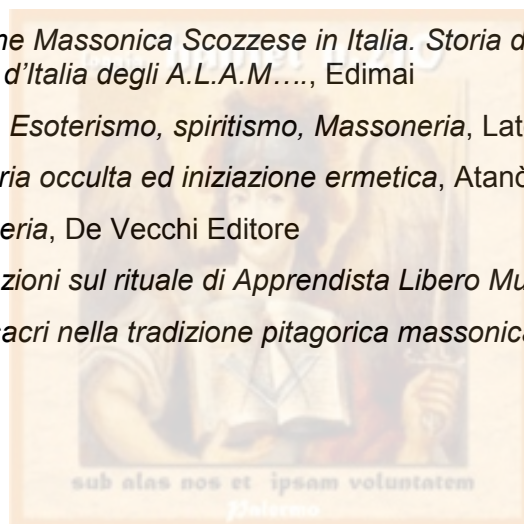 ne Massonica Scozzese in Italia. Storia d
d'Italia degli A.L.A.M…., Edimai
Esoterismo, spiritismo, Massoneria, Lat
ria occulta ed iniziazione ermetica, Atanò
eria, De Vecchi Editore
zioni sul rituale di Apprendista Libero Mu
sacri nella tradizione pitagorica massonica
sub alas nos et ipsam voluntatem
Palermo